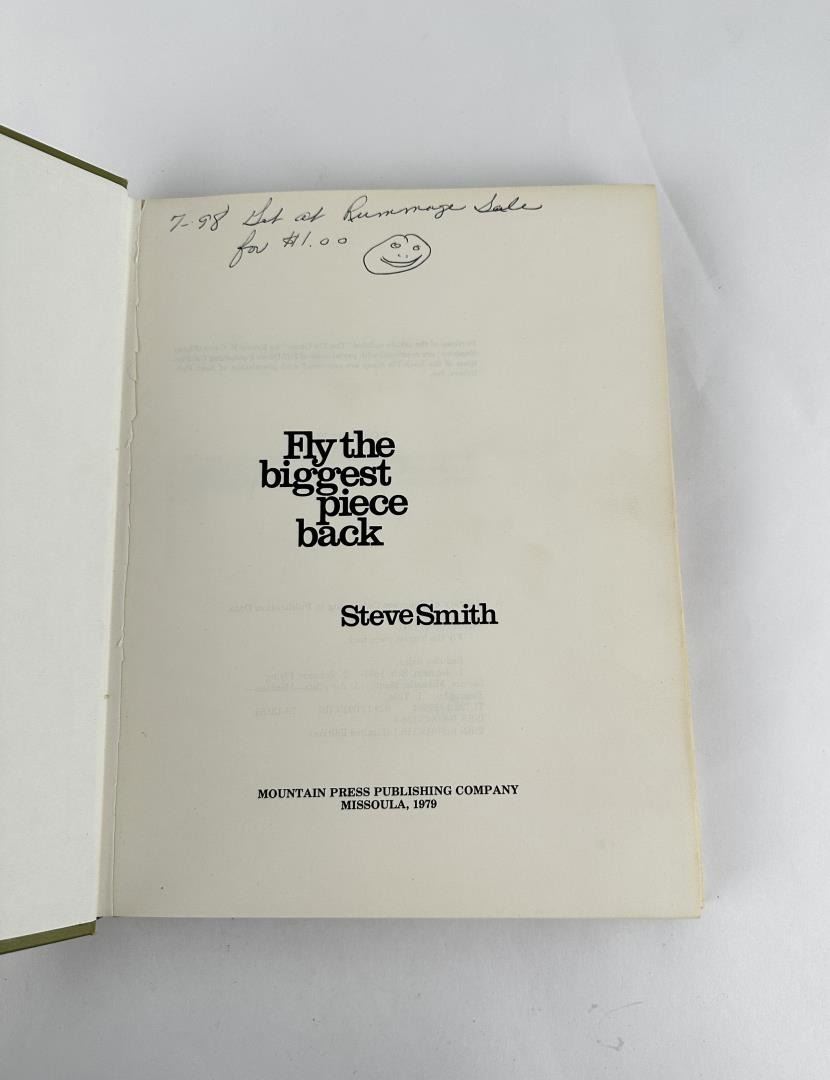 7-98 Got at Rummage Sale
for $1.00
Fly the
biggest
piece
back
Steve Smith
MOUNTAIN PRESS PUBLISHING COMPANY
MISSOULA, 1979